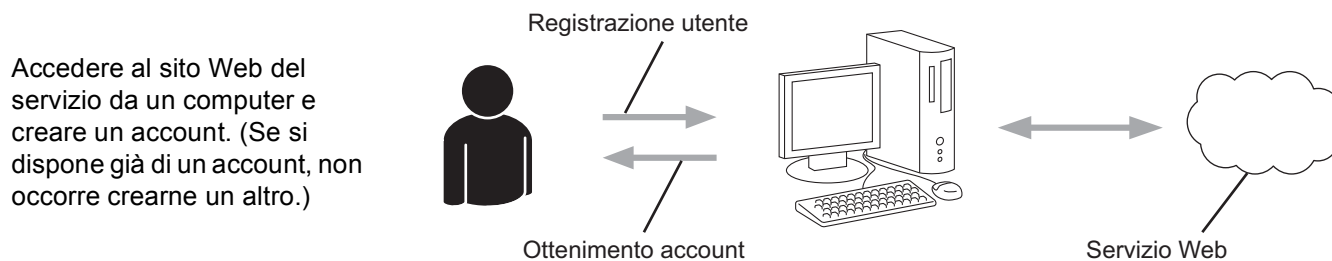 Registrazione utente
Accedere al sito Web del
servizio da un computer e
creare un account. (Se si
dispone già di un account, non
occorre crearne un altro.)
Ottenimento account
Servizio Web